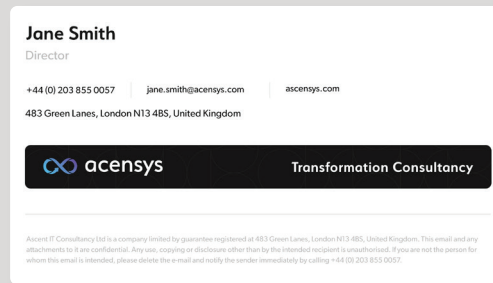 Jane Smith
Director
+44 (0) 203 855 0057 jane.smith@acensys.com ascensys.com
483 Green Lanes, London N13 4BS, United Kingdom
acensys Transformation Consultancy
Ascent IT Consultancy Ltd is a company limited by guarantee registered at 483 Green Lanes, London N13 4BS, United Kingdom. This email and any
attachments to it are confidential. Any use, copying or disclosure other than by the intended recipient is unauthorised. If you are not the person for
whom this email is intended, please delete the e-mail and notify the sender immediately by calling +44 (0) 203 855 0057.